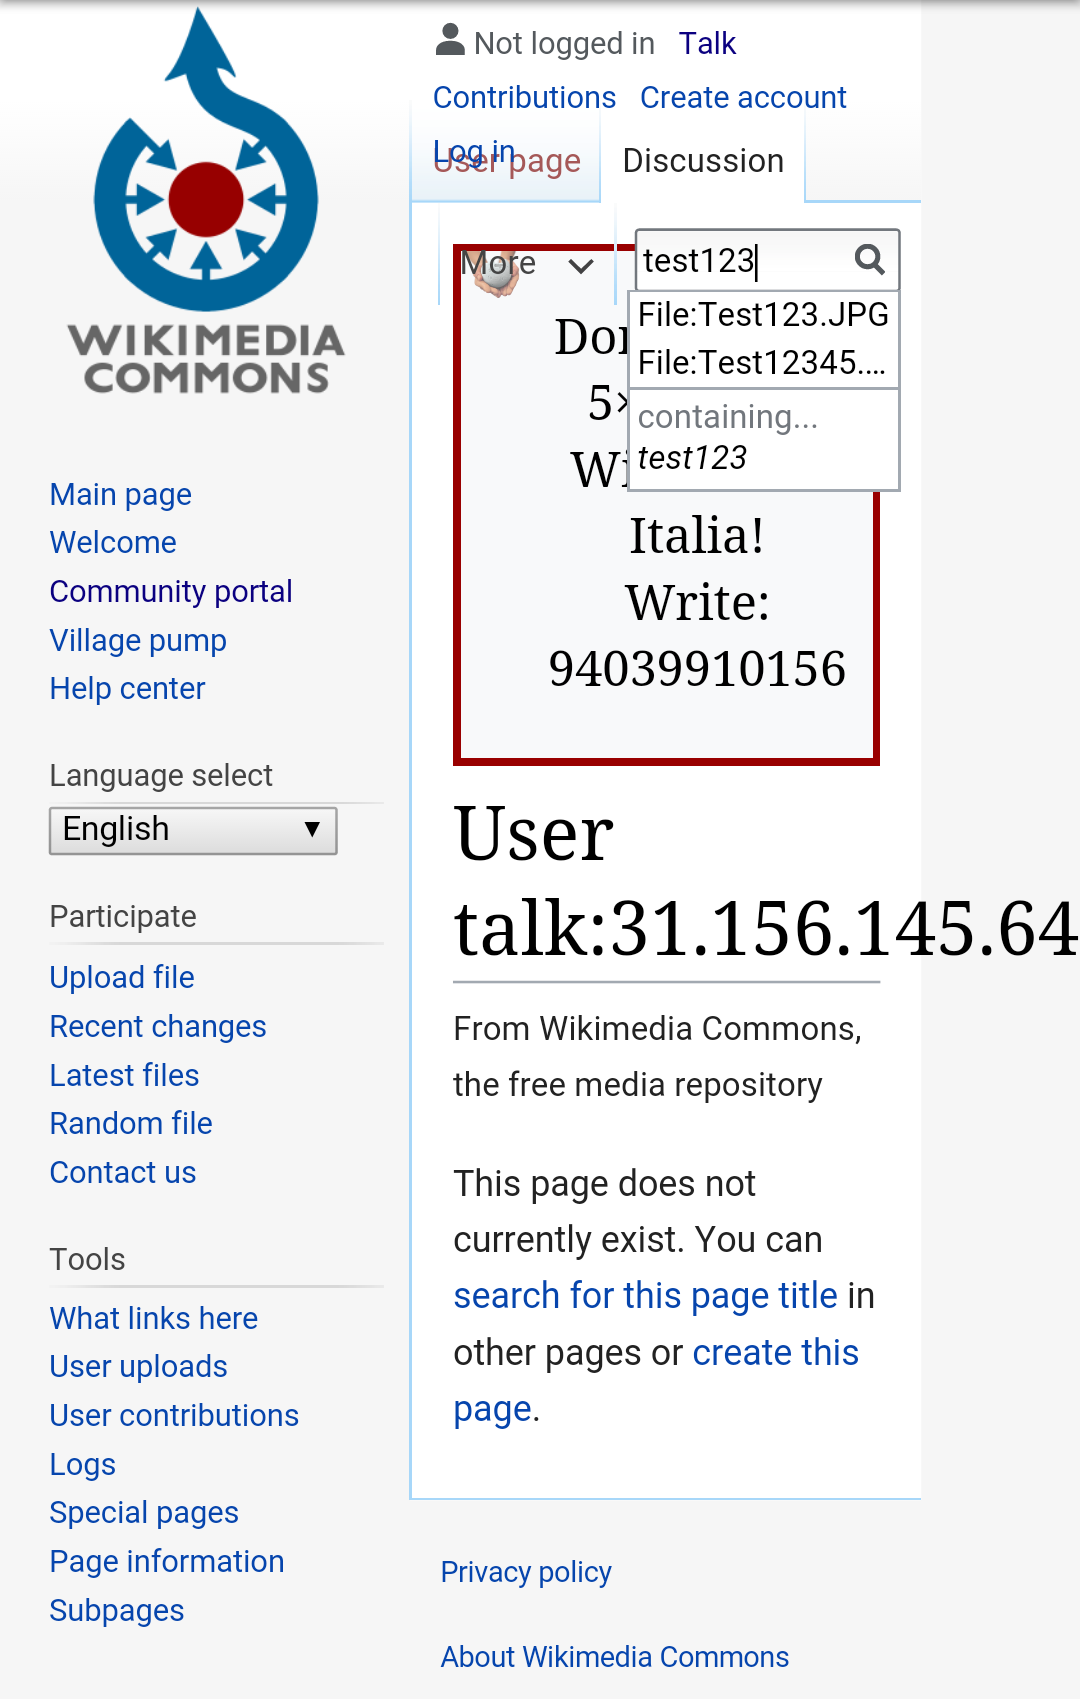 WIKIMEDIA
COMMONS
Main page
Welcome
Community portal
Village pump
Help center
Language select
English
Participate
Upload file
Recent changes
Latest files
Random file
Contact us
Tools
What links here
User uploads
User contributions
Logs
Special pages
Page information
Subpages
Not logged in Talk
Contributions Create account
Log in
User page Discussion
More
test123
File:Test123.JPG
File:Test12345....
containing...
test123
Italia!
Write:
94039910156
User
talk:31.156.145.64
From Wikimedia Commons,
the free media repository
This page does not
currently exist. You can
search for this page title in
other pages or create this
page.
Privacy policy
About Wikimedia Commons